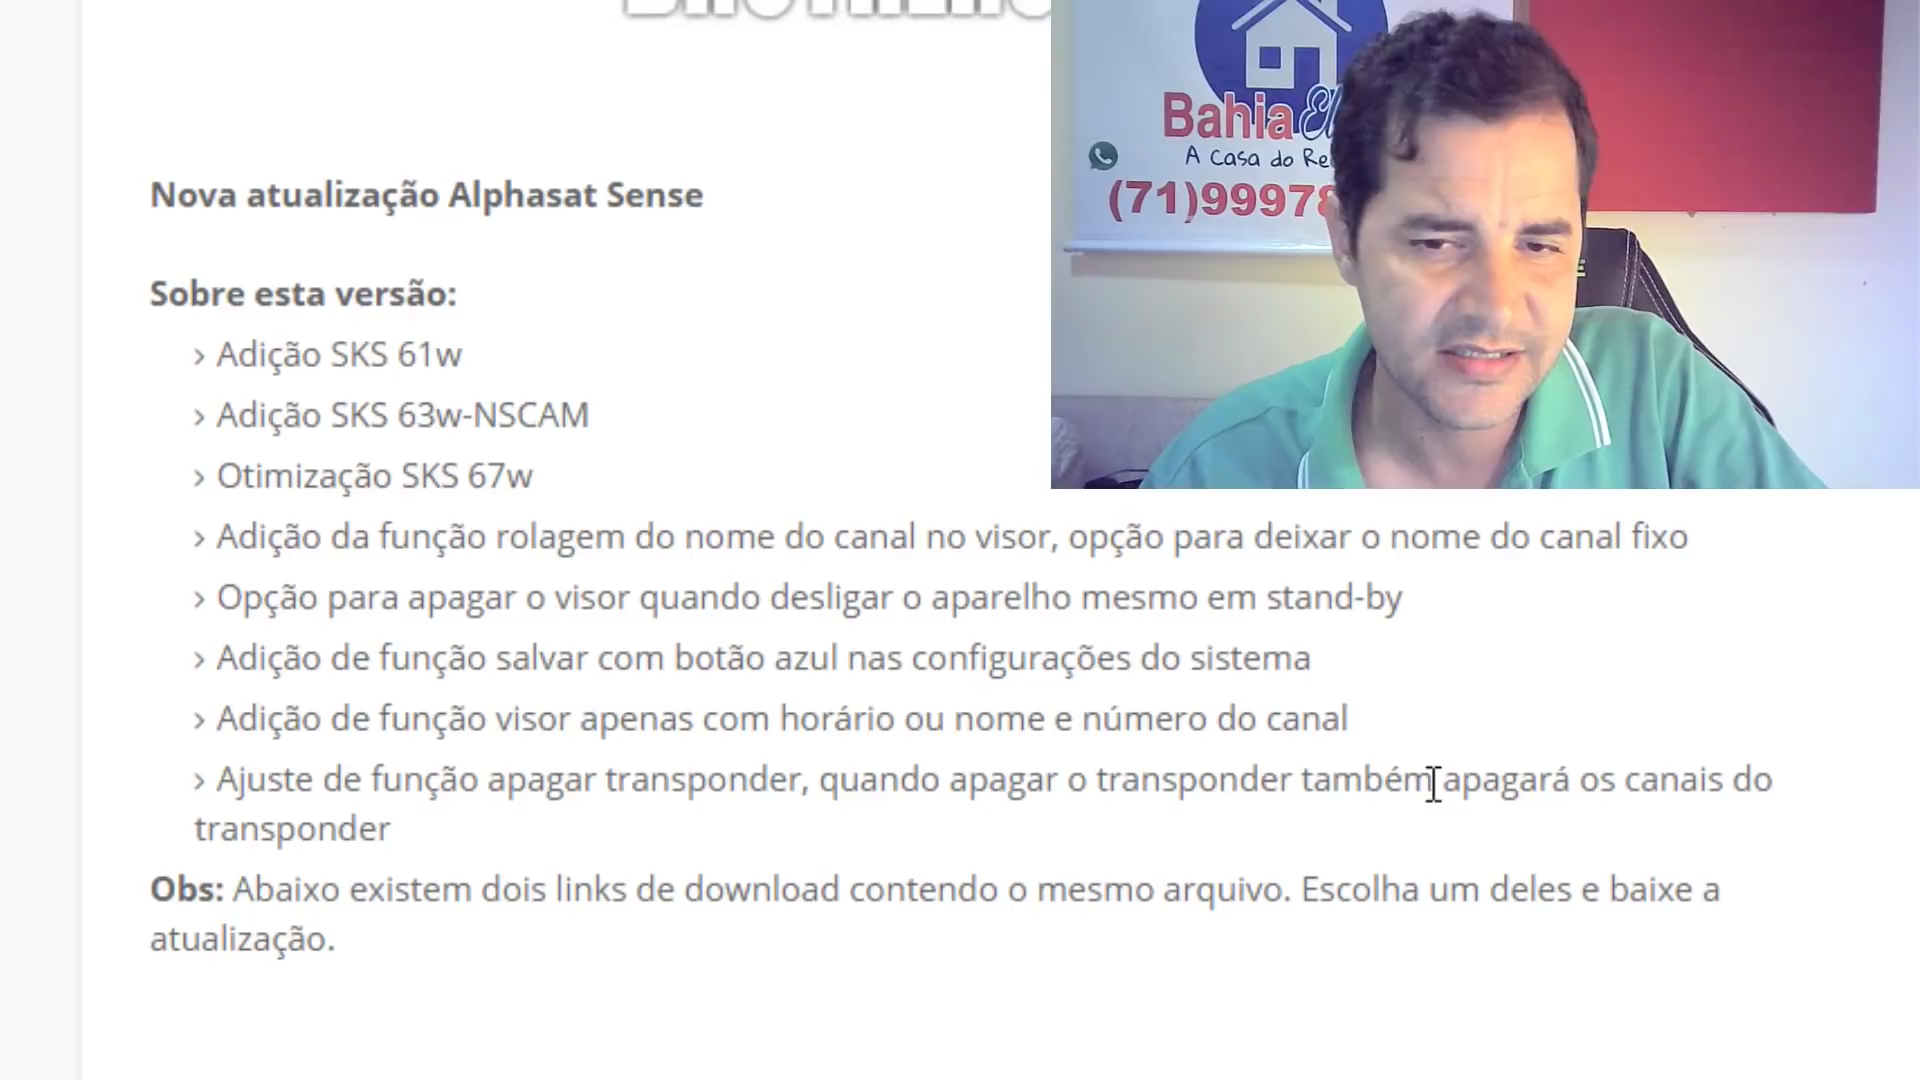 Bahia
A Casa do
(71)9997
Nova atualização Alphasat Sense
Sobre esta versão:
> Adição SKS 61w
> Adição SKS 63w-NSCAM
> Otimização SKS 67w
> Adição da função rolagem do nome do canal no visor, opção para deixar o nome do canal fixo
> Opção para apagar o visor quando desligar o aparelho mesmo em stand-by
> Adição de função salvar com botão azul nas configurações do sistema
> Adição de função visor apenas com horário ou nome e número do canal
> Ajuste de função apagar transponder, quando apagar o transponder também apagará os canais do
transponder
Obs: Abaixo existem dois links de download contendo o mesmo arquivo. Escolha um deles e baixe a
atualização.